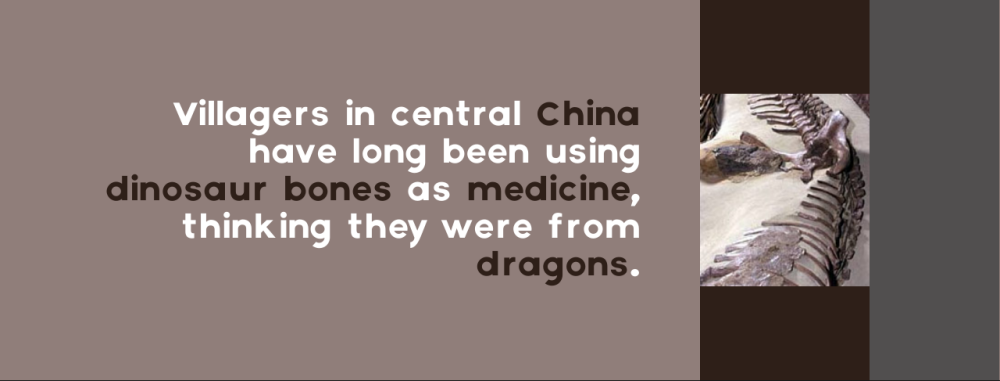 Villagers in central China
have long been using
dinosaur bones as medicine,
thinking they were from
dragons.